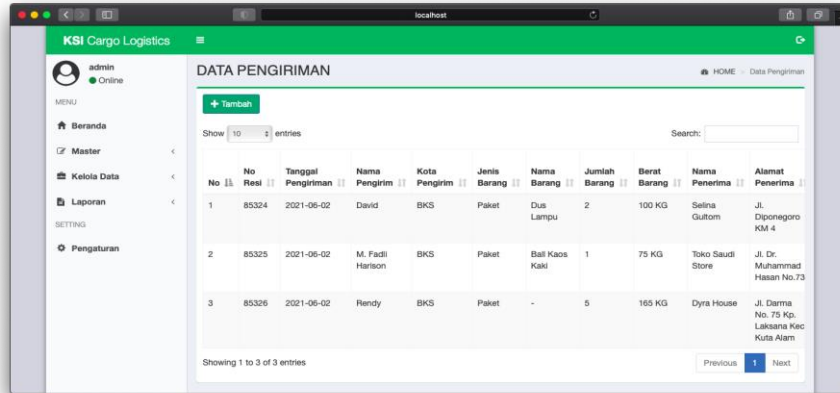 localhost
KSI Cargo Logistics
admin
Online
MENU
Beranda
Master
Kelola Data
Laporan
SETTING
Pengaturan
DATA PENGIRIMAN
HOME
Data Pengiriman
+ Tambah
Show 10 entries
Search:
No
No Resi
Tanggal Pengiriman
Nama Pengirim
Kota Pengirim
Jenis Barang
Nama Barang
Jumlah Barang
Berat Barang
Nama Penerima
Alamat Penerima
1 85324 2021-06-02 David BKS Paket Dus Lampu 2 100 KG Selina Gultom Jl. Diponegoro KM 4
2 85325 2021-06-02 M. Fadli Harison BKS Paket Ball Kaos Kaki 1 75 KG Toko Saudi Store Jl. Dr. Muhammad Hasan No.73
3 85326 2021-06-02 Rendy BKS Paket - 5 165 KG Dyra House Jl. Darma No. 75 Kp. Laksana Kec Kuta Alam
Showing 1 to 3 of 3 entries
Previous 1 Next